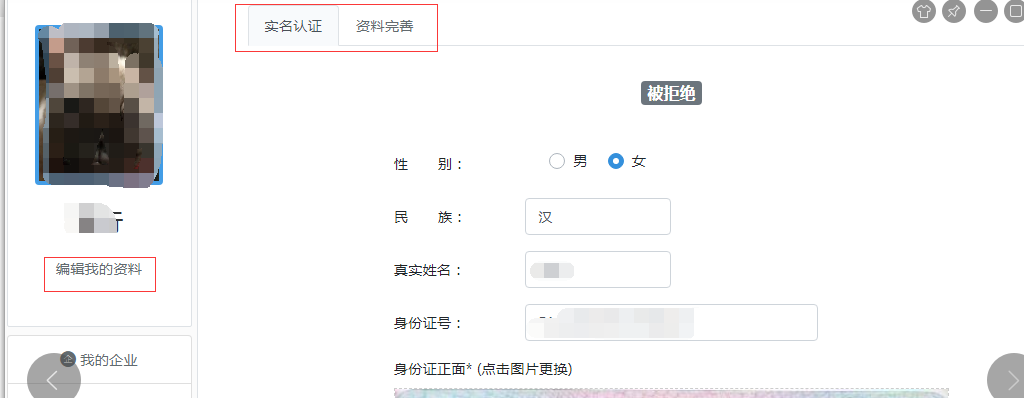 实名认证 资料完善
被拒绝
性 别： 男 女
民 族： 汉
真实姓名：
编辑我的资料
身份证号：
我的企业
身份证正面* (点击图片更换)